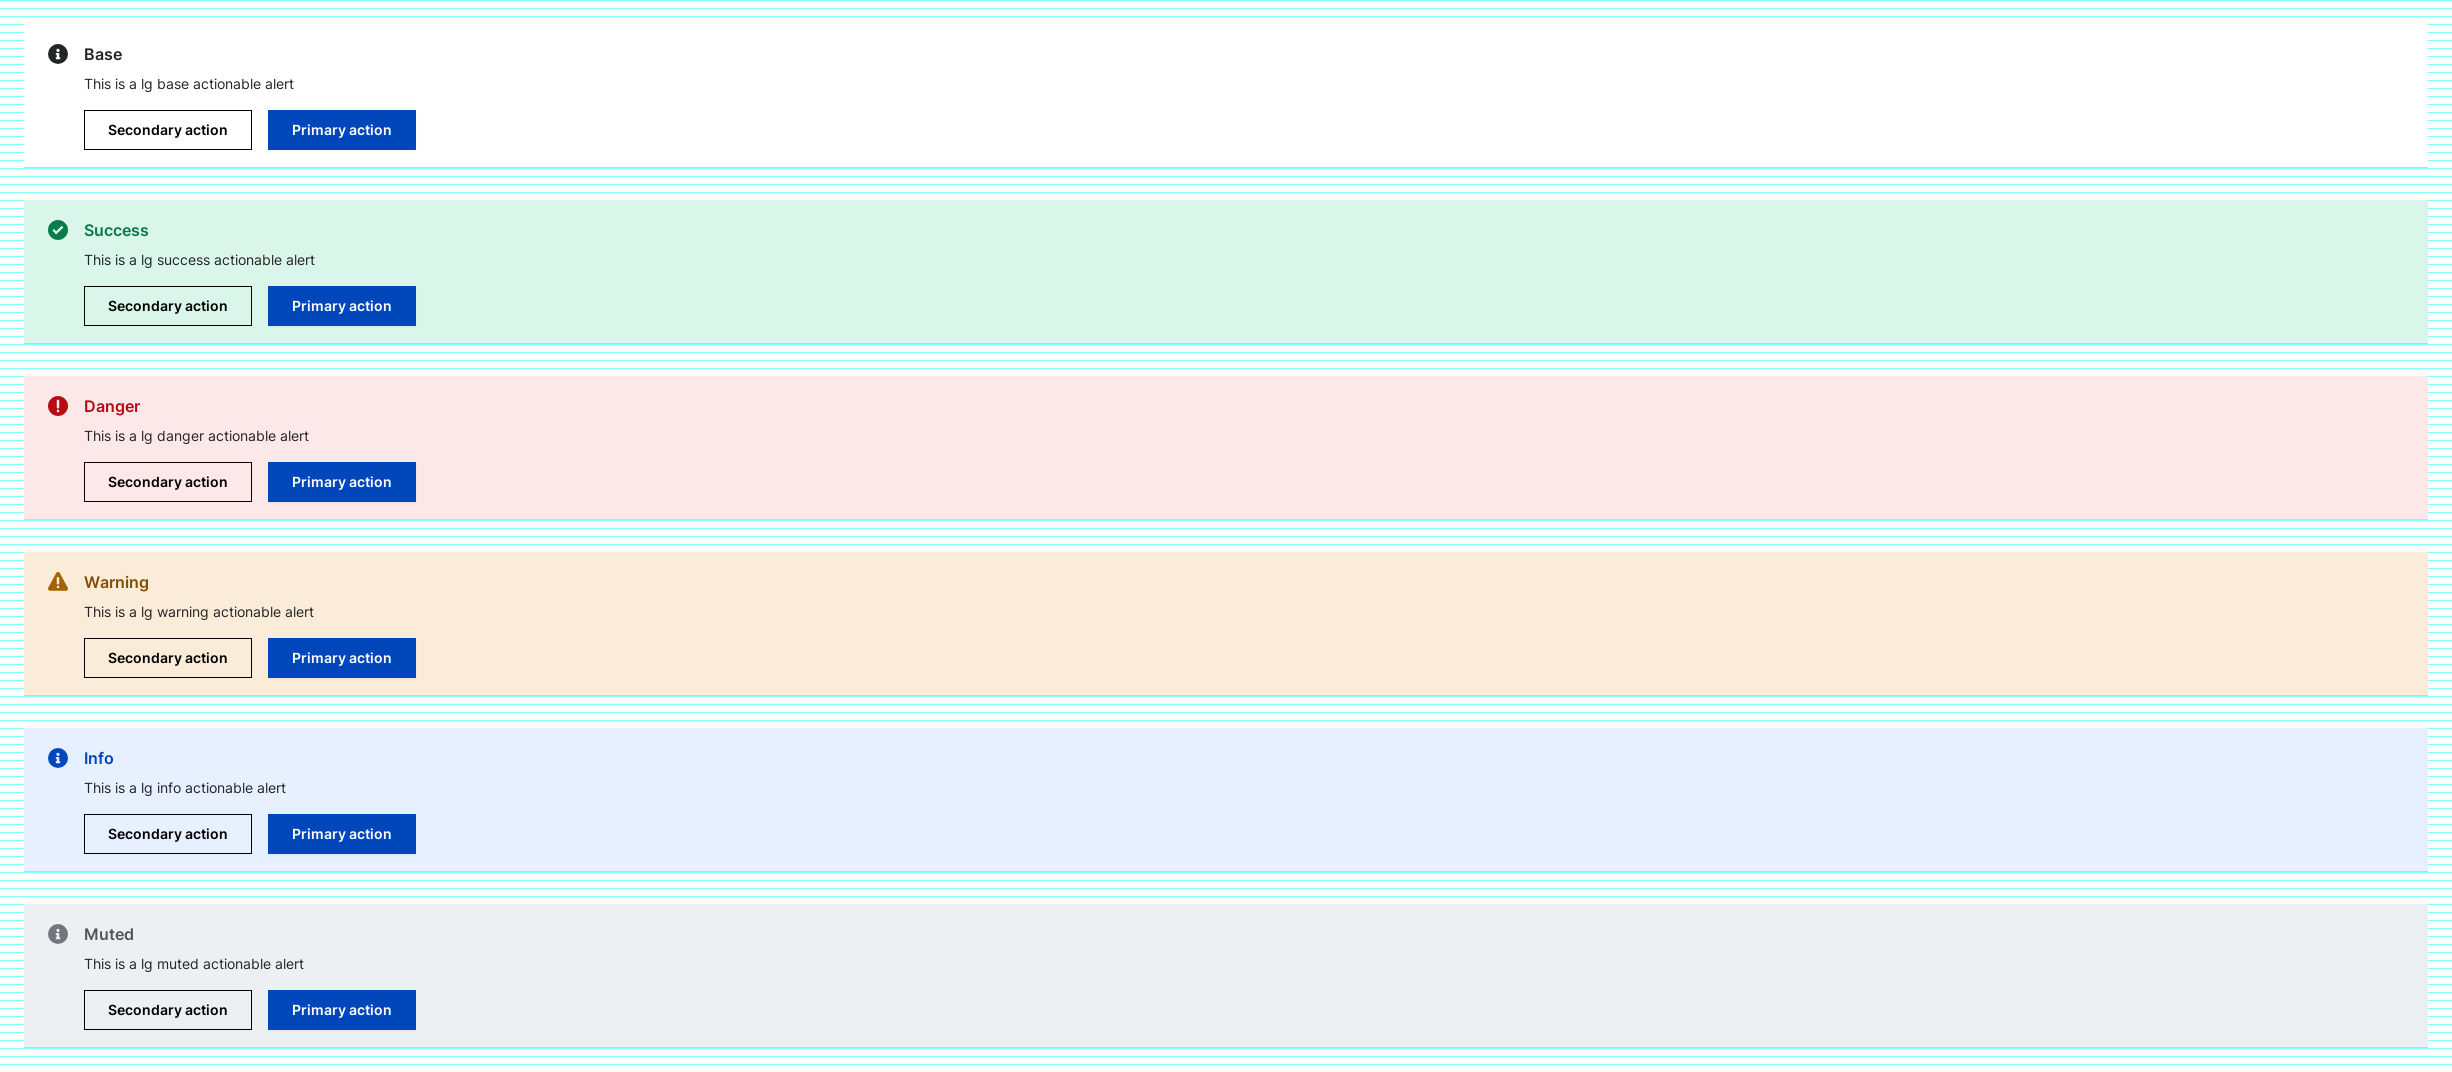 Base
This is a lg base actionable alert
Secondary action Primary action
Success
This is a lg success actionable alert
Secondary action Primary action
Danger
This is a lg danger actionable alert
Secondary action Primary action
Warning
This is a lg warning actionable alert
Secondary action Primary action
Info
This is a lg info actionable alert
Secondary action Primary action
Muted
This is a lg muted actionable alert
Secondary action Primary action